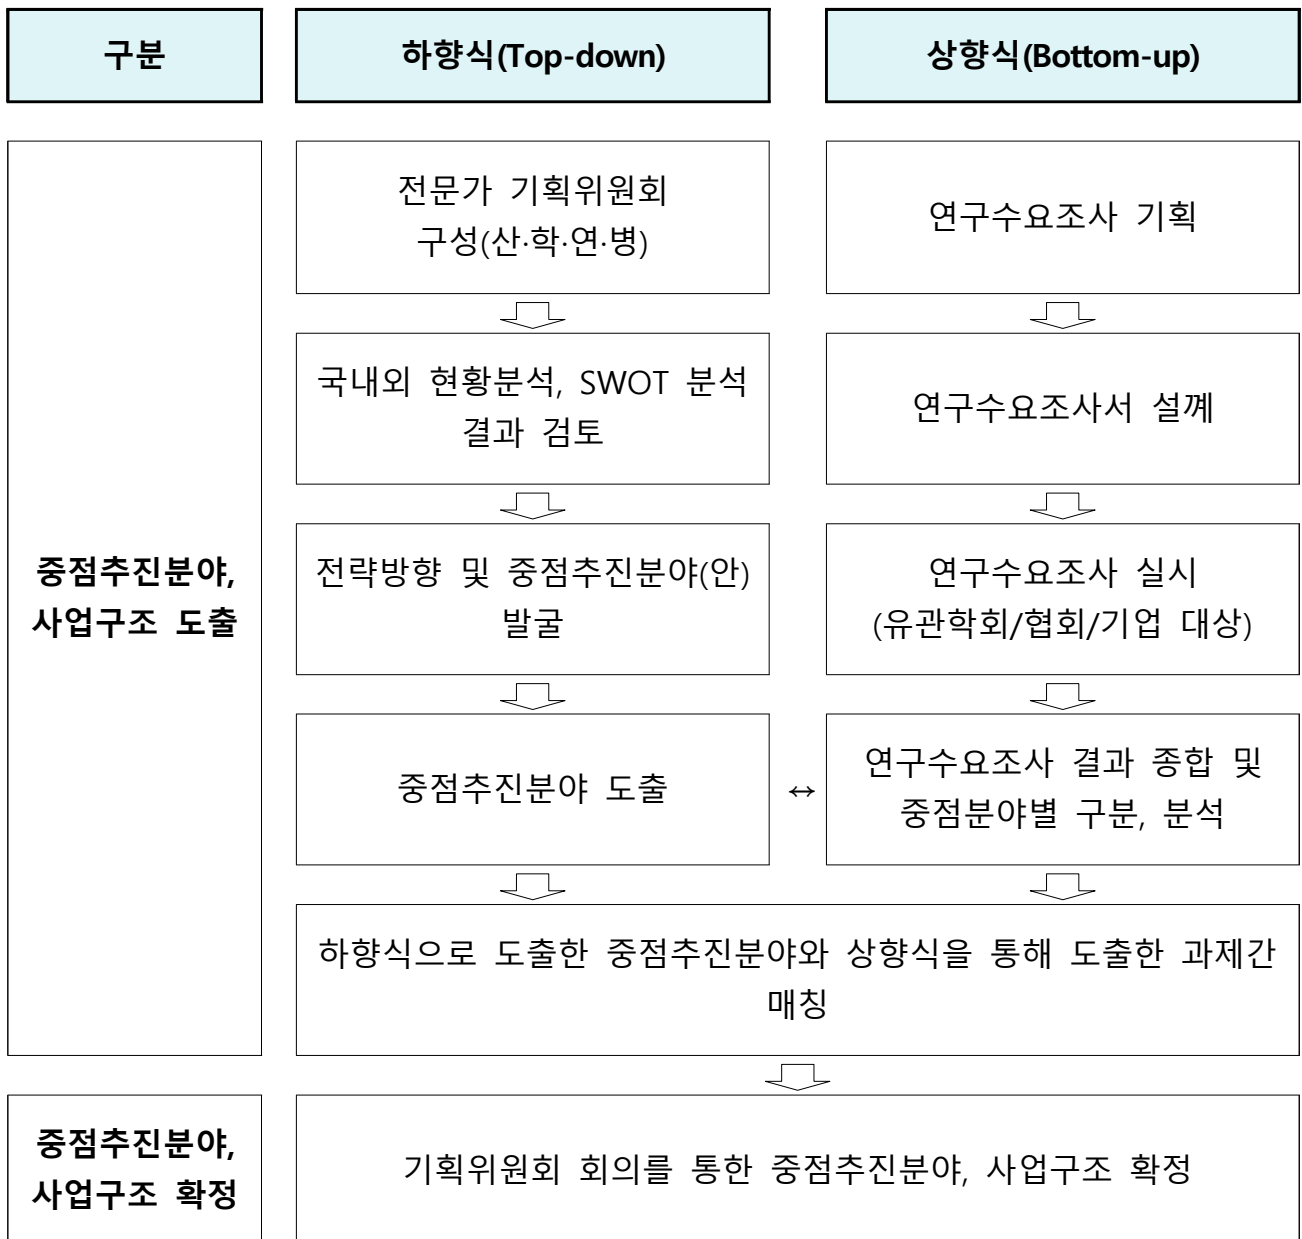 구분
하향식(Top-down)
상향식(Bottom-up)
중점추진분야,
사업구조 도출
전문가 기획위원회
구성(산·학·연·병)
연구수요조사 기획
국내외 현황분석, SWOT 분석
결과 검토
연구수요조사서 설꼐
전략방향 및 중점추진분야(안)
발굴
연구수요조사 실시
(유관학회/협회/기업 대상)
중점추진분야 도출
↔
연구수요조사 결과 종합 및
중점분야별 구분, 분석
하향식으로 도출한 중점추진분야와 상향식을 통해 도출한 과제간
매칭
중점추진분야,
사업구조 확정
기획위원회 회의를 통한 중점추진분야, 사업구조 확정